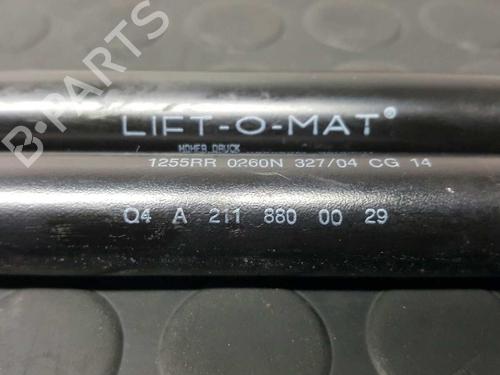 LIFT-O-MAT®
HOHER DRUCK
1255RR 0260N 327/04 CG 14
Q4 A 211 880 00 29
B-PARTS